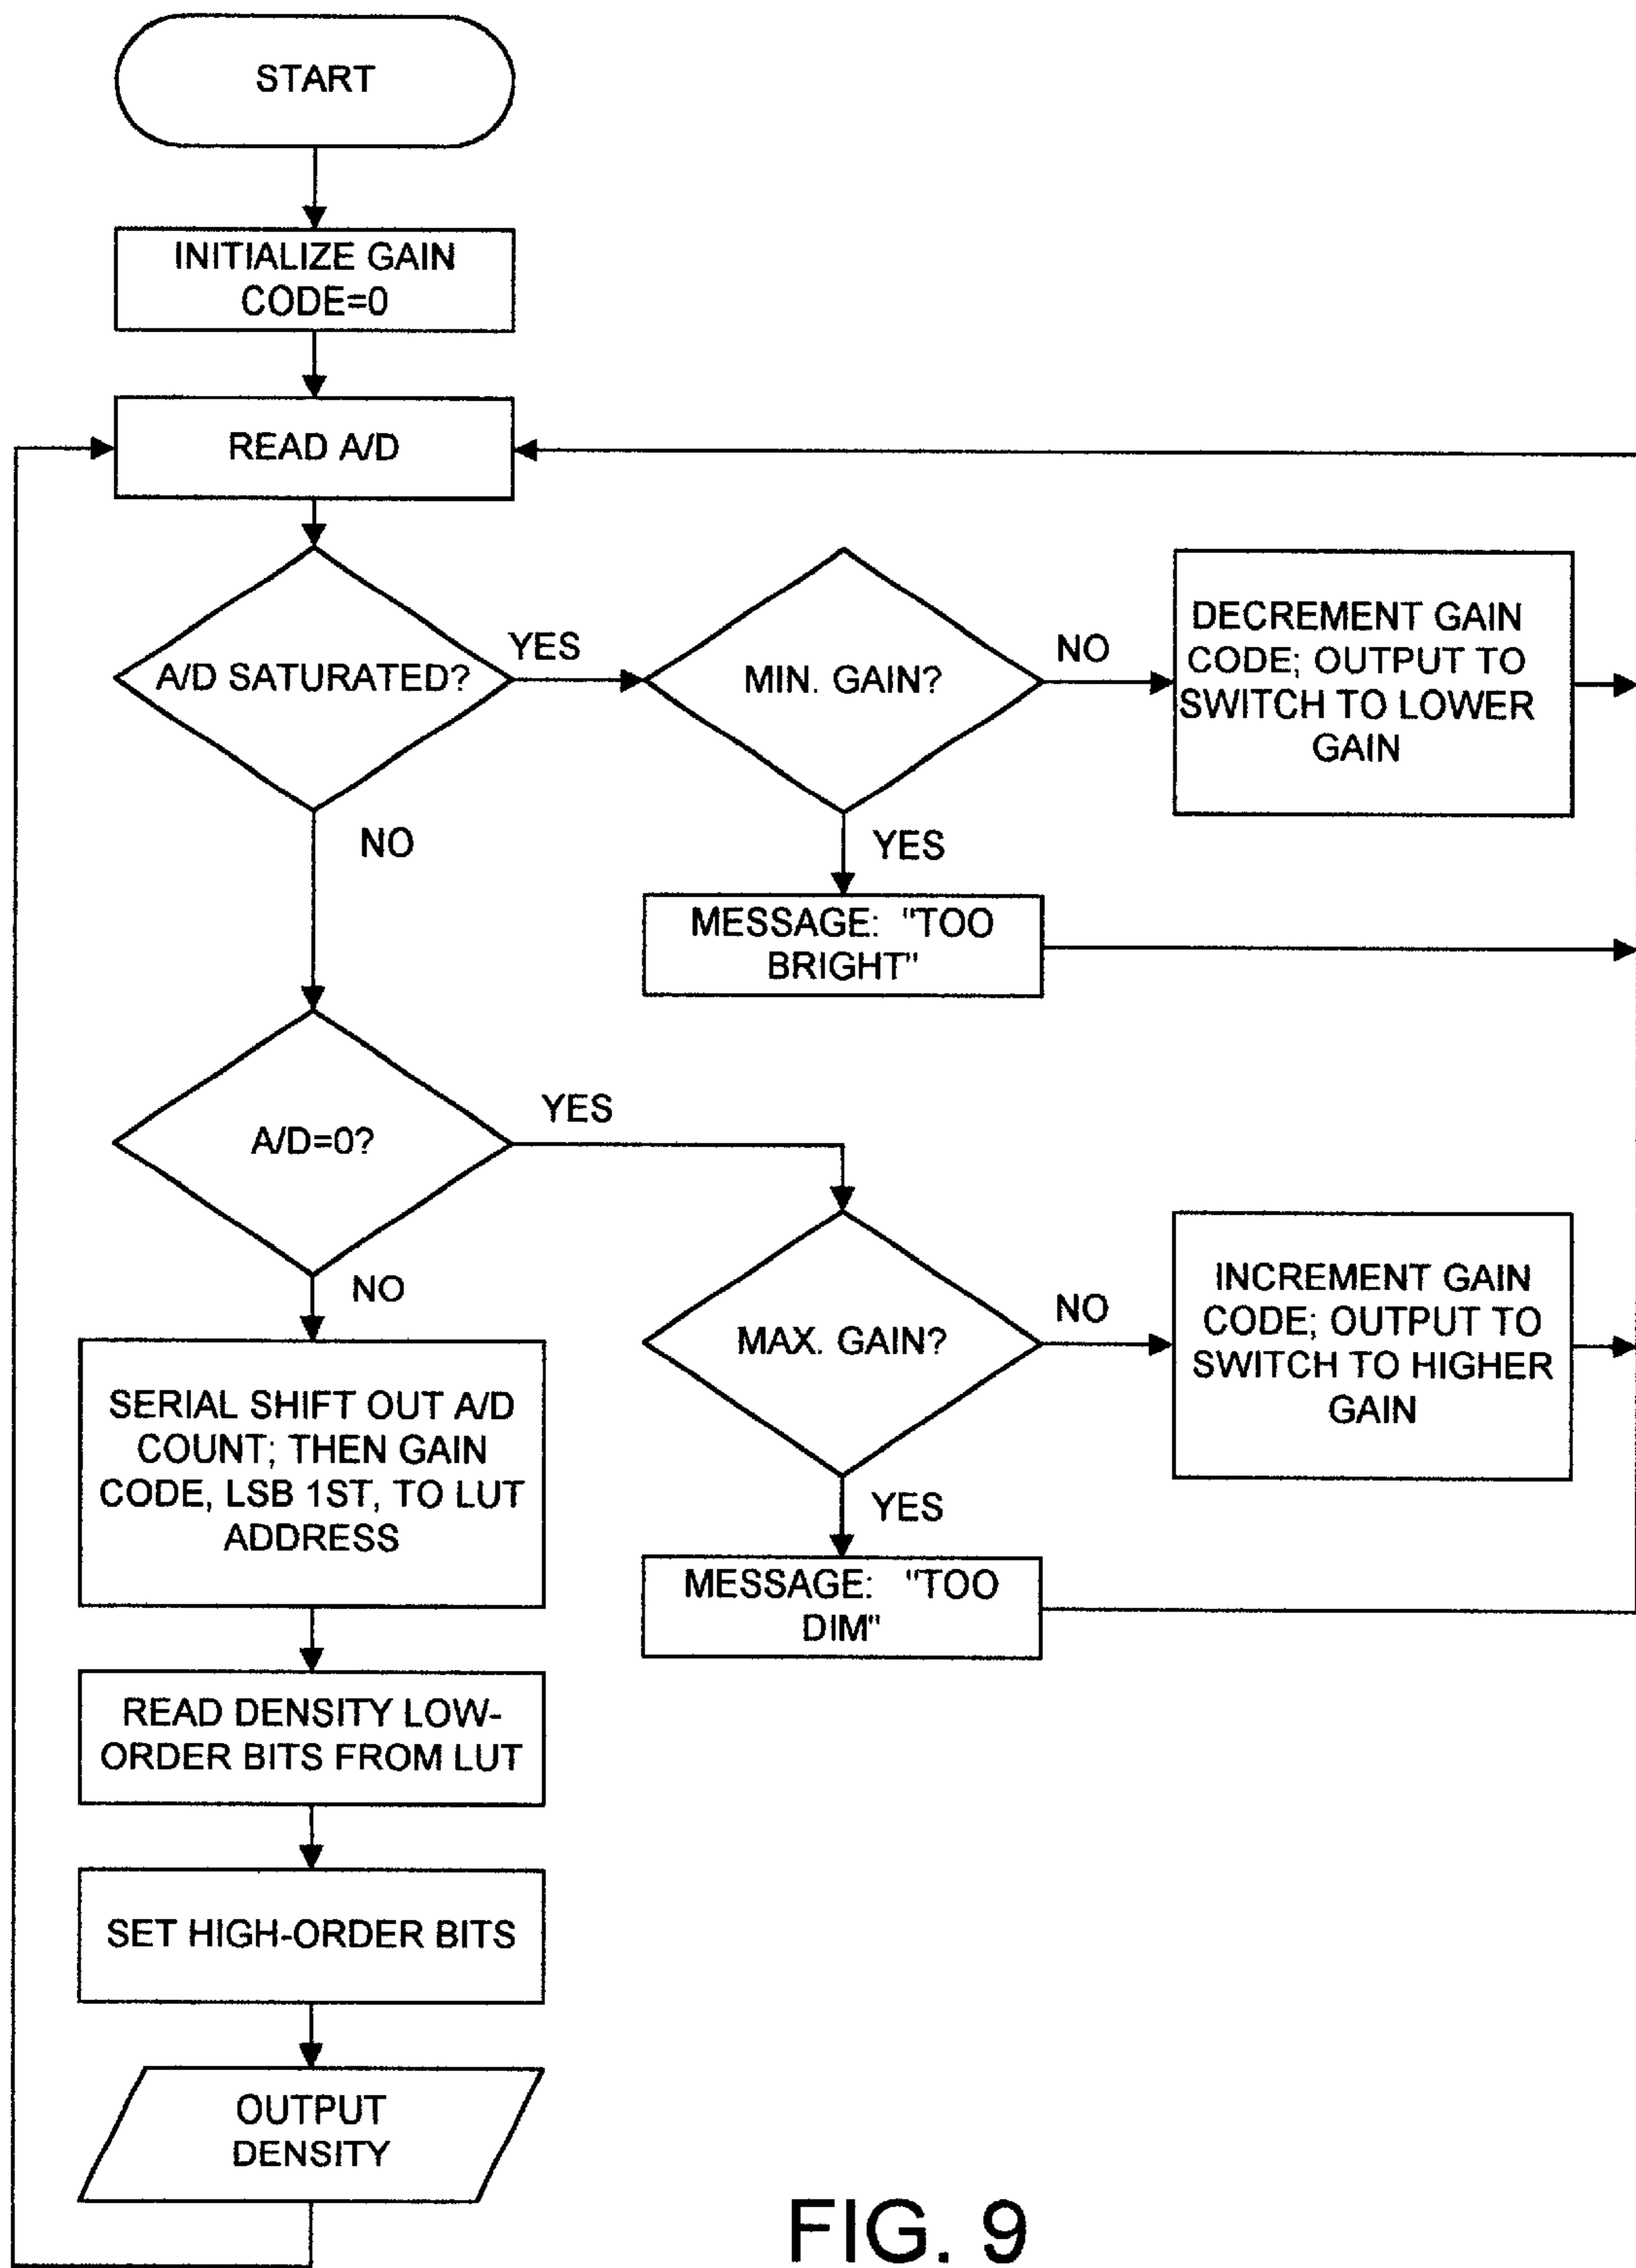 START
INITIALIZE GAIN
CODE=0
READ A/D
A/D SATURATED?
YES
MIN. GAIN?
NO
DECREMENT GAIN
CODE; OUTPUT TO
SWITCH TO LOWER
GAIN
NO
YES
MESSAGE: "TOO
BRIGHT"
A/D=0?
YES
NO
MAX. GAIN?
NO
INCREMENT GAIN
CODE; OUTPUT TO
SWITCH TO HIGHER
GAIN
YES
MESSAGE: "TOO
DIM"
SERIAL SHIFT OUT A/D
COUNT; THEN GAIN
CODE, LSB 1ST, TO LUT
ADDRESS
READ DENSITY LOW-
ORDER BITS FROM LUT
SET HIGH-ORDER BITS
OUTPUT
DENSITY
FIG. 9